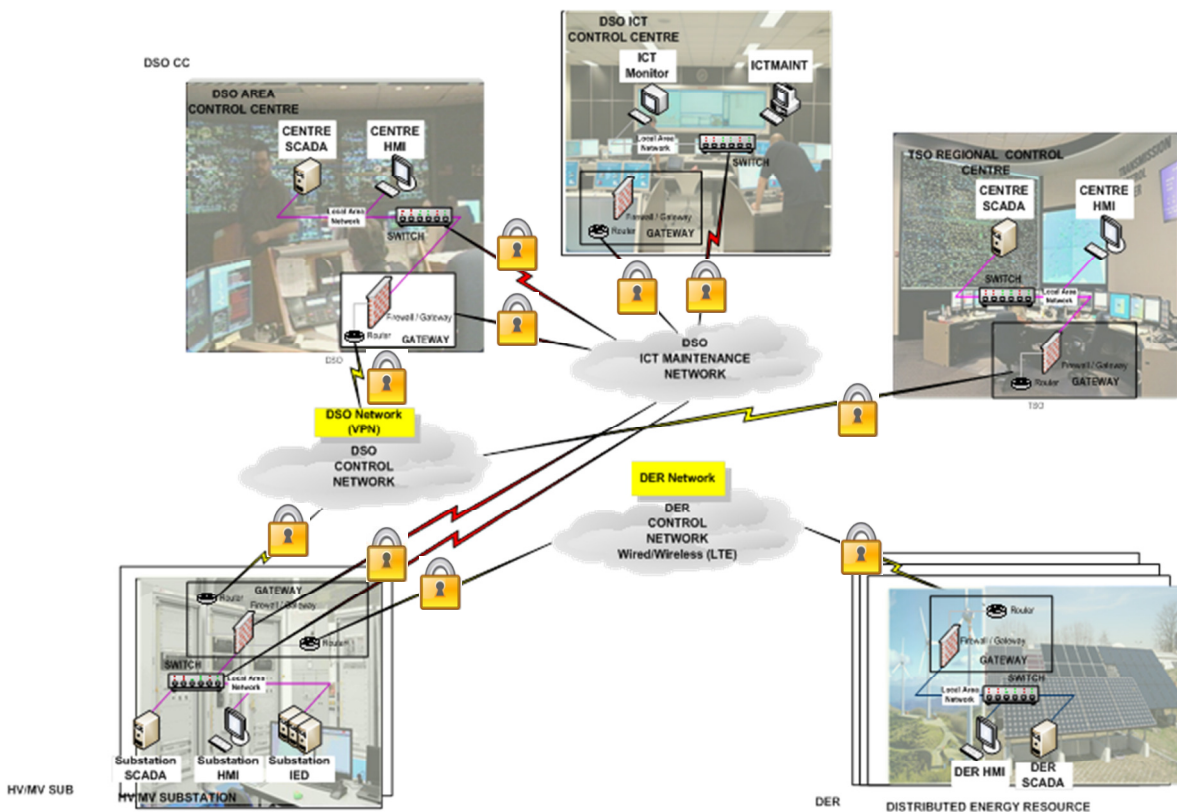 DSO CC
DSO AREA
CONTROL CENTRE
CENTRE
SCADA
CENTRE
HMI
Local Area
Network
SWITCH
Firewall / Gateway
Router
GATEWAY
DSO
DSO ICT
CONTROL CENTRE
ICT
Monitor
ICTMAINT
Local Area
Network
SWITCH
Firewall / Gateway
Router
GATEWAY
TSO REGIONAL CONTROL
CENTRE
TRANSMISSION
CENTRE
SCADA
CENTRE
HMI
SWITCH
Local Area
Network
Firewall / Gateway
Router
GATEWAY
TSO
DSO
ICT MAINTENANCE
NETWORK
DSO Network
(VPN)
DSO
CONTROL
NETWORK
DER Network
DER
CONTROL
NETWORK
Wired/Wireless (LTE)
GATEWAY
Router
Firewall / Gateway
Router
SWITCH
Local Area
Network
Substation
SCADA
Substation
HMI
Substation
IED
HV/MV SUB
HV/MV SUBSTATION
Router
Firewall / Gateway
GATEWAY
SWITCH
Local Area
Network
DER HMI
DER
SCADA
DER
DISTRIBUTED ENERGY RESOURCE